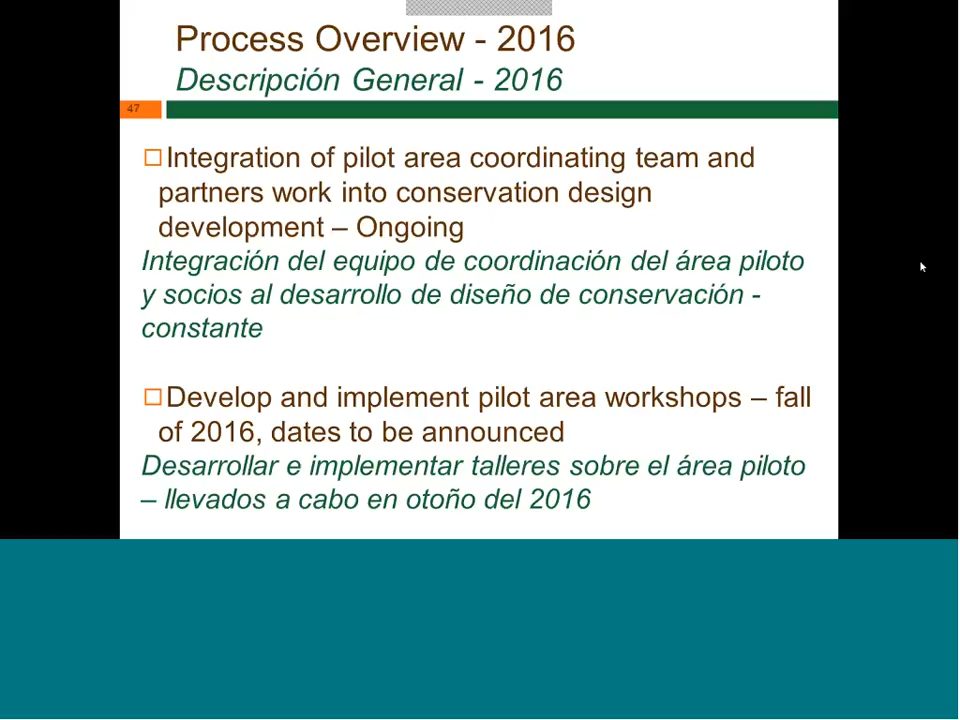 Process Overview - 2016
Descripción General - 2016
47
Integration of pilot area coordinating team and
partners work into conservation design
development – Ongoing
Integración del equipo de coordinación del área piloto
y socios al desarrollo de diseño de conservación -
constante
Develop and implement pilot area workshops – fall
of 2016, dates to be announced
Desarrollar e implementar talleres sobre el área piloto
– llevados a cabo en otoño del 2016